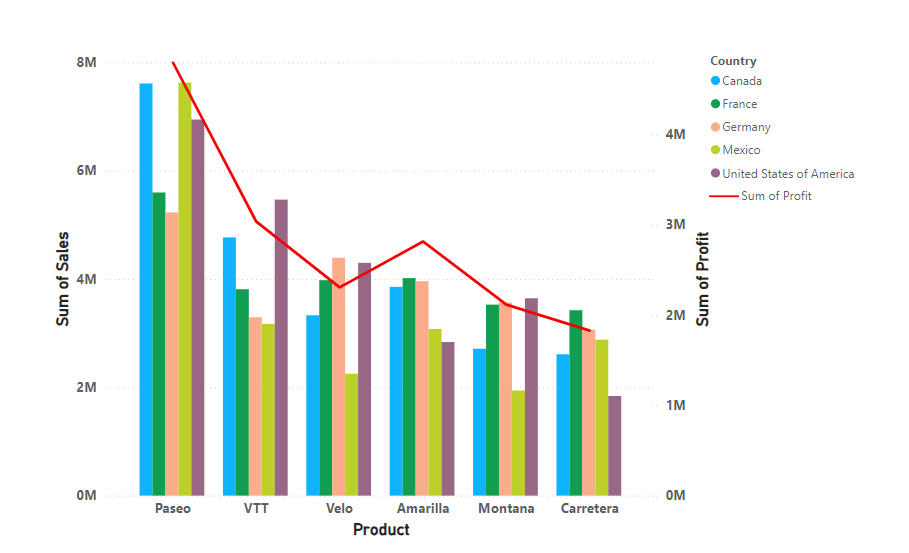 Country
Canada
France
Germany
Mexico
United States of America
Sum of Profit
8M
6M
4M
2M
0M
Sum of Sales
4M
3M
2M
1M
0M
Sum of Profit
Paseo VTT Velo Amarilla Montana Carretera
Product